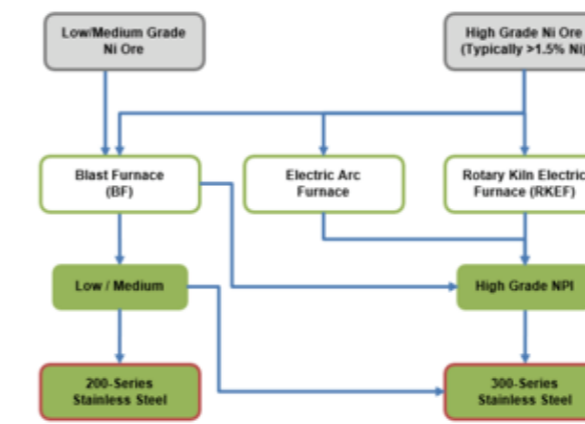 Low/Medium Grade
Ni Ore
High Grade Ni Ore
(Typically >1.5% Ni)
Blast Furnace
(BF)
Electric Arc
Furnace
Rotary Kiln Electric
Furnace (RKEF)
Low / Medium
High Grade NPI
200-Series
Stainless Steel
300-Series
Stainless Steel